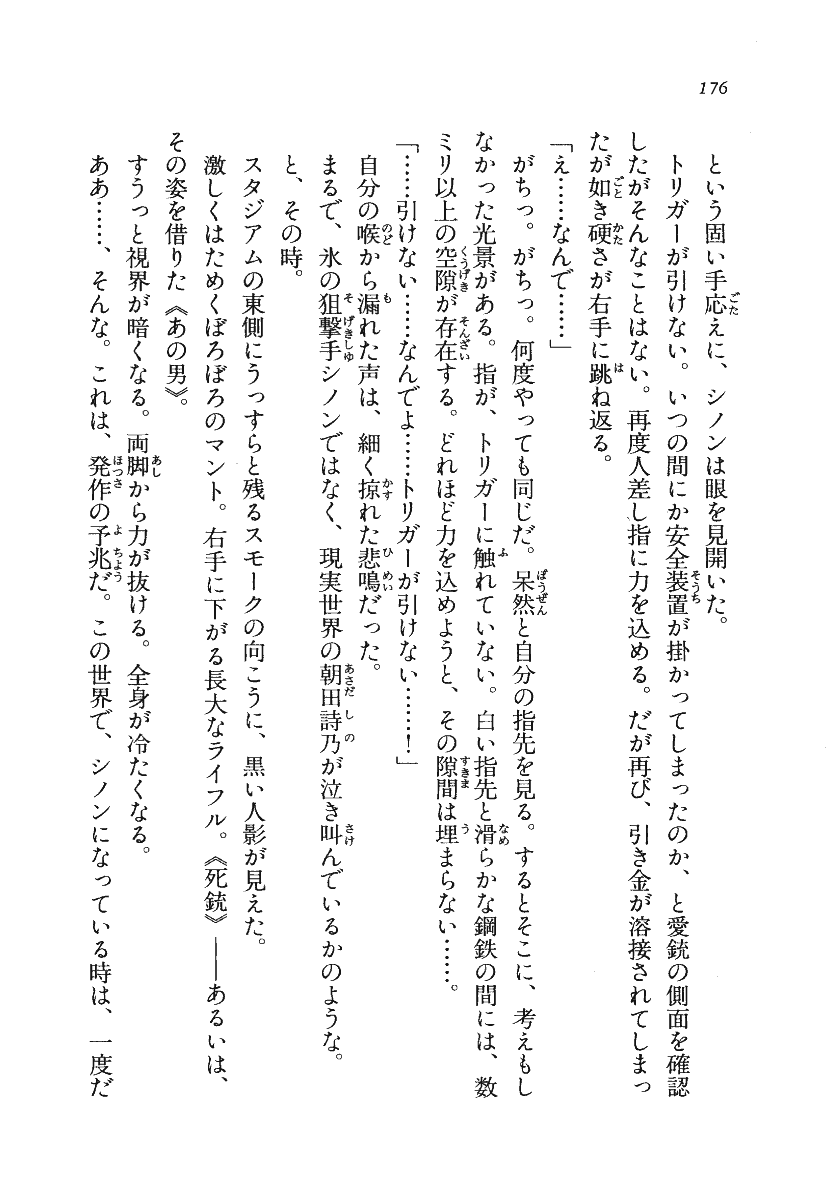 176
という固い手応えに、シノンは眼を見開いた。
トリガーが引けない。いつの間にか安全装置が掛かってしまったのか、と愛銃の側面を確認
したがそんなことはない。再度人差し指に力を込める。だが再び、引き金が溶接されてしまっ
たが如き硬さが右手に跳ね返る。
「え……なんで……」
がちっ。がちっ。何度やっても同じだ。呆然と自分の指先を見る。するとそこに、考えもし
なかった光景がある。指が、トリガーに触れていない。白い指先と滑らかな鋼鉄の間には、数
ミリ以上の空隙が存在する。どれほど力を込めようと、その隙間は埋まらない……。
「……引けない……なんでよ……トリガーが引けない……！」
自分の喉から漏れた声は、細く掠れた悲鳴だった。
まるで、氷の狙撃手シノンではなく、現実世界の朝田詩乃が泣き叫んでいるかのような。
と、その時。
スタジアムの東側にうっすらと残るスモークの向こうに、黒い人影が見えた。
激しくはためくぼろぼろのマント。右手に下がる長大なライフル。《死銃》――あるいは、
その姿を借りた《あの男》。
すうっと視界が暗くなる。両脚から力が抜ける。全身が冷たくなる。
ああ……、そんな。これは、発作の予兆だ。この世界で、シノンになっている時は、一度だ